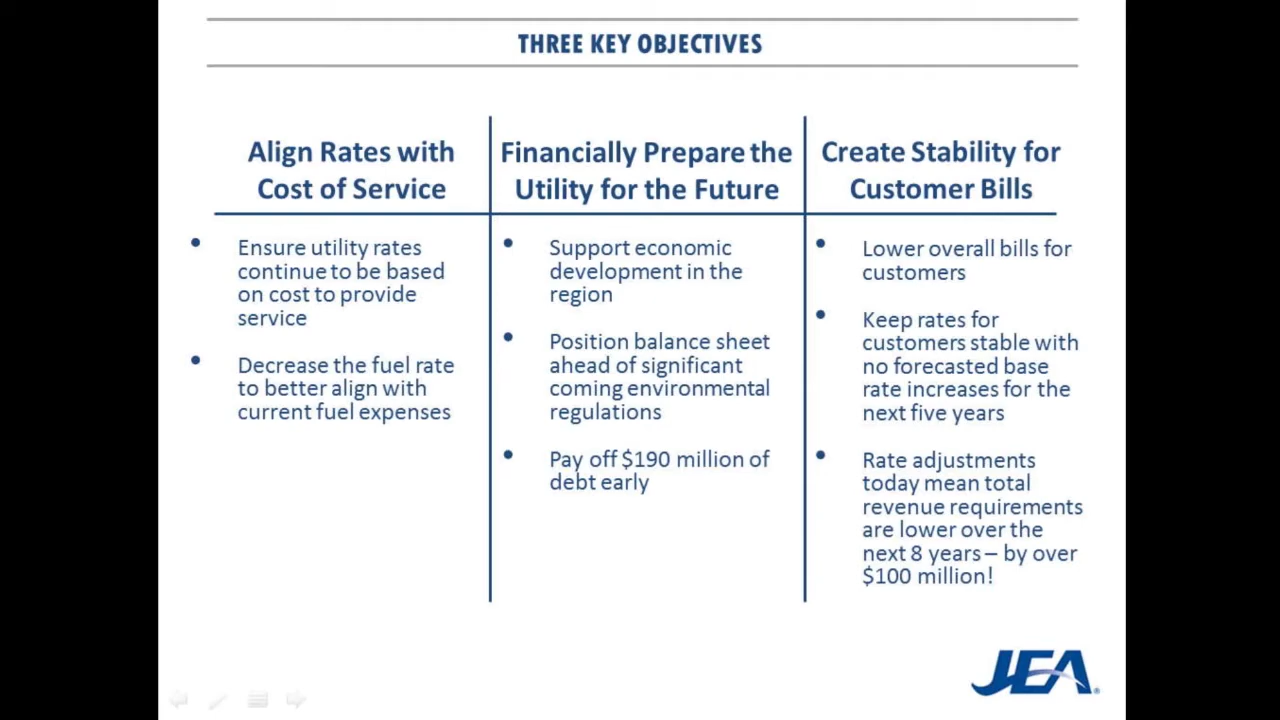 THREE KEY OBJECTIVES
Align Rates with
Cost of Service
• Ensure utility rates
continue to be based
on cost to provide
service
• Decrease the fuel rate
to better align with
current fuel expenses
Financially Prepare the
Utility for the Future
• Support economic
development in the
region
• Position balance sheet
ahead of significant
coming environmental
regulations
• Pay off $190 million of
debt early
Create Stability for
Customer Bills
• Lower overall bills for
customers
• Keep rates for
customers stable with
no forecasted base
rate increases for the
next five years
• Rate adjustments
today mean total
revenue requirements
are lower over the
next 8 years – by over
$100 million!
JEA®